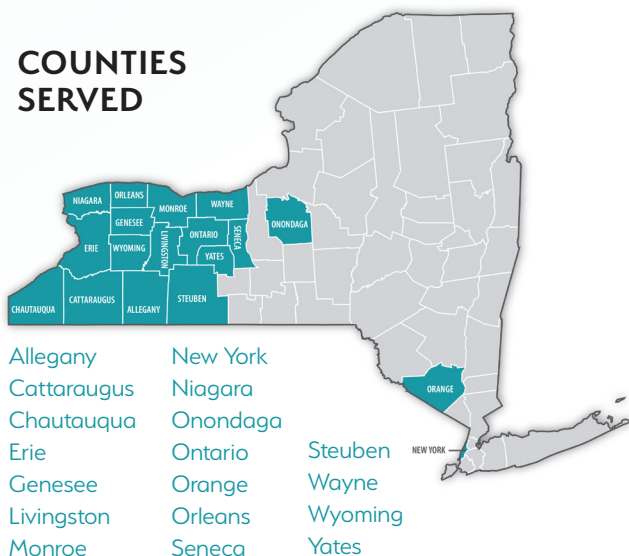 COUNTIES
SERVED
NIAGARA
ORLEANS
MONROE
WAYNE
GENESEE
ERIE
WYOMING
LIVINGSTON
ONTARIO
YATES
SENECA
ONONDAGA
CHAUTAUQUA
CATTARAUGUS
ALLEGANY
STEUBEN
ORANGE
NEW YORK
Allegany
Cattaraugus
Chautauqua
Erie
Genesee
Livingston
Monroe
New York
Niagara
Onondaga
Ontario
Orange
Orleans
Seneca
Steuben
Wayne
Wyoming
Yates